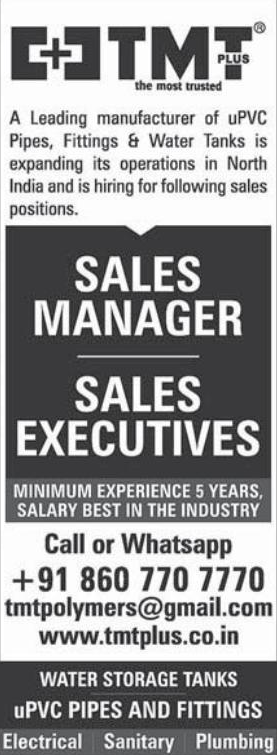 TMT®
PLUS
the most trusted
A Leading manufacturer of uPVC
Pipes, Fittings & Water Tanks is
expanding its operations in North
India and is hiring for following sales
positions.
SALES
MANAGER
SALES
EXECUTIVES
MINIMUM EXPERIENCE 5 YEARS,
SALARY BEST IN THE INDUSTRY
Call or Whatsapp
+91 860 770 7770
tmtpolymers@gmail.com
www.tmtplus.co.in
WATER STORAGE TANKS
uPVC PIPES AND FITTINGS
Electrical | Sanitary | Plumbing